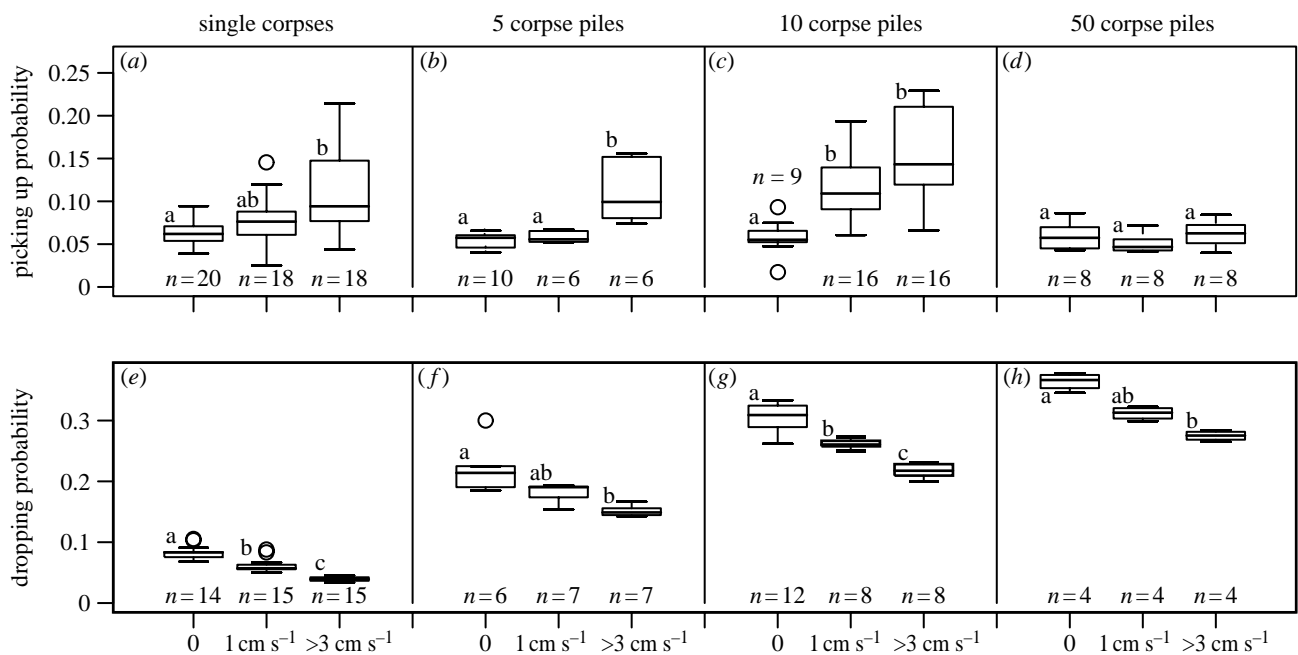 single corpses 5 corpse piles 10 corpse piles 50 corpse piles
picking up probability
0.25
0.20
0.15
0.10
0.05
0
(a) (b) (c) (d)
a ab b
n = 20 n = 18 n = 18
a a b
n = 10 n = 6 n = 6
n = 9
a b b
n = 16 n = 16
a a a
n = 8 n = 8 n = 8
dropping probability
0.3
0.2
0.1
0
(e) (f) (g) (h)
a b c
n = 14 n = 15 n = 15
a ab b
n = 6 n = 7 n = 7
a b c
n = 12 n = 8 n = 8
a ab b
n = 4 n = 4 n = 4
0 1 cm s⁻¹ >3 cm s⁻¹ 0 1 cm s⁻¹ >3 cm s⁻¹ 0 1 cm s⁻¹ >3 cm s⁻¹ 0 1 cm s⁻¹ >3 cm s⁻¹